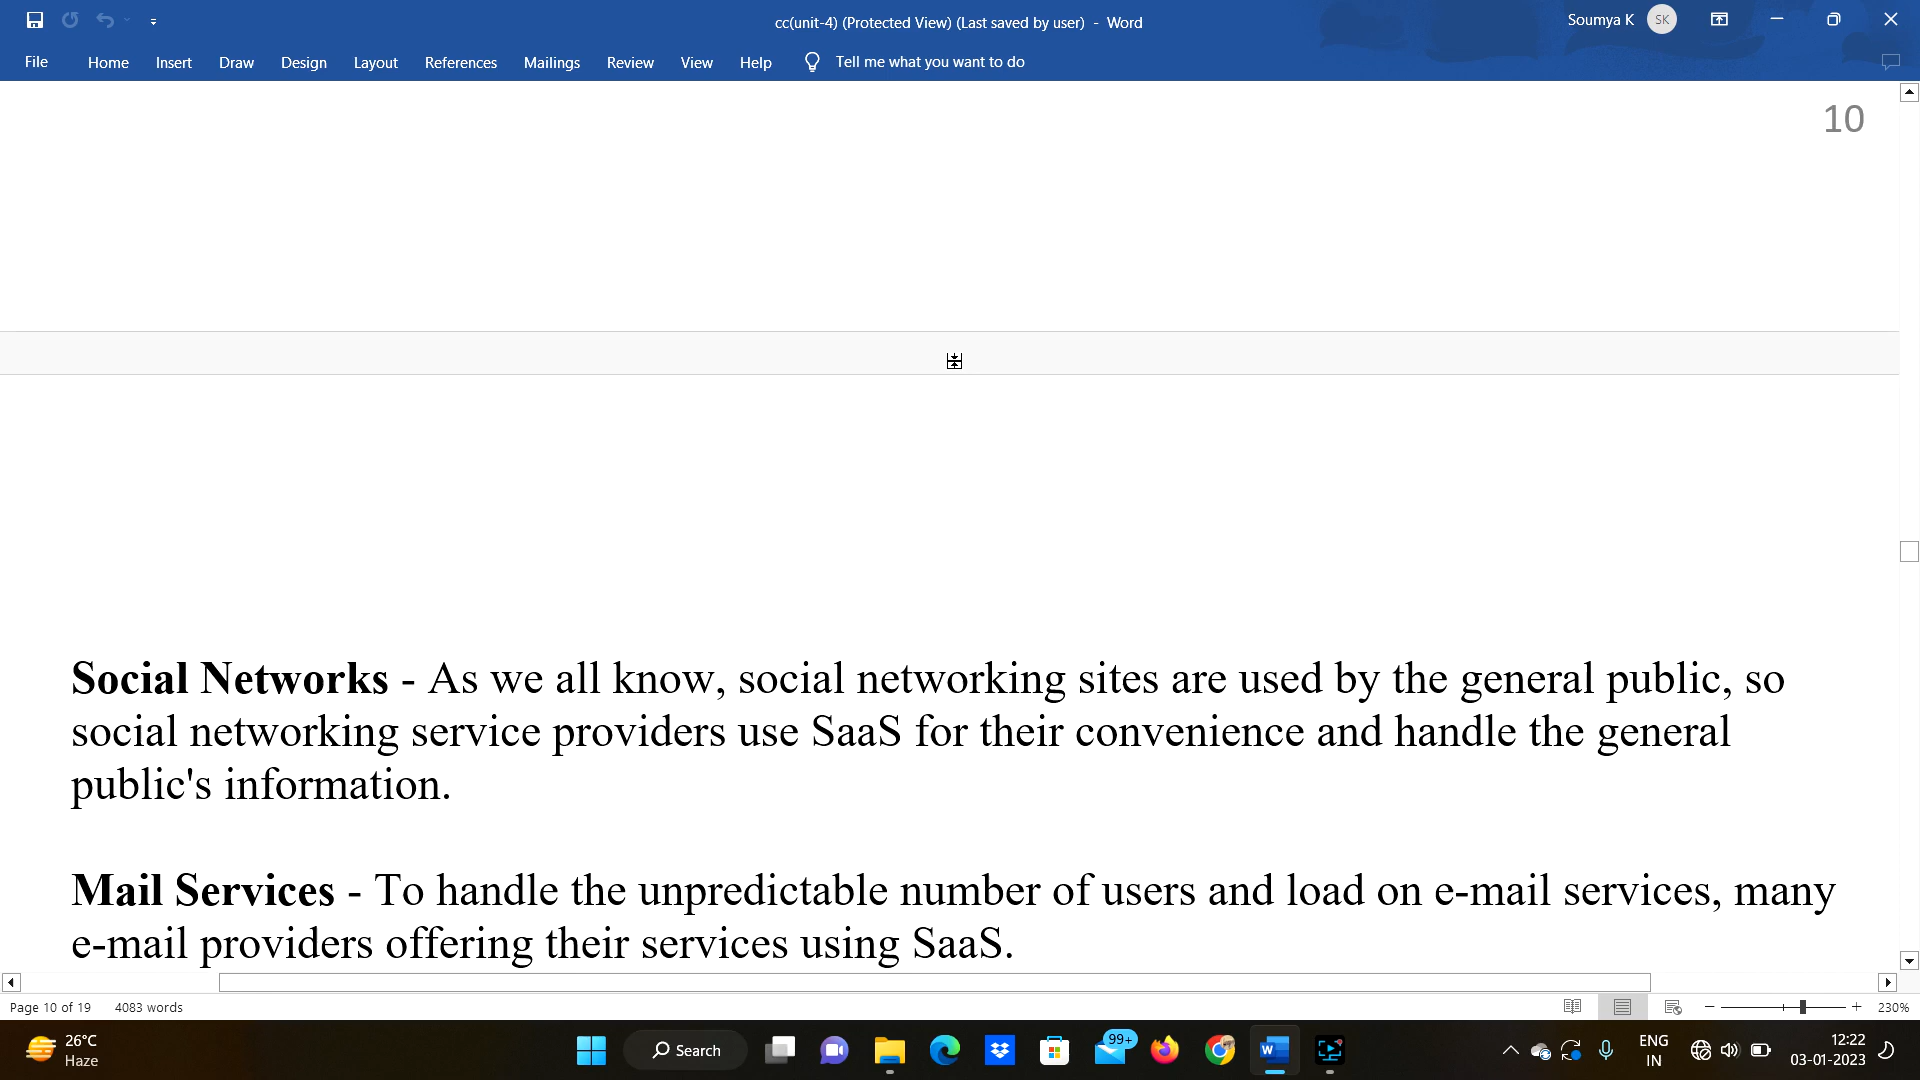 cc(unit-4) (Protected View) (Last saved by user) - Word
Soumya K SK
File Home Insert Draw Design Layout References Mailings Review View Help Tell me what you want to do
10
Social Networks - As we all know, social networking sites are used by the general public, so
social networking service providers use SaaS for their convenience and handle the general
public's information.
Mail Services - To handle the unpredictable number of users and load on e-mail services, many
e-mail providers offering their services using SaaS.
Page 10 of 19 4083 words 230%
26°C
Haze
Search
99+
ENG
IN
12:22
03-01-2023